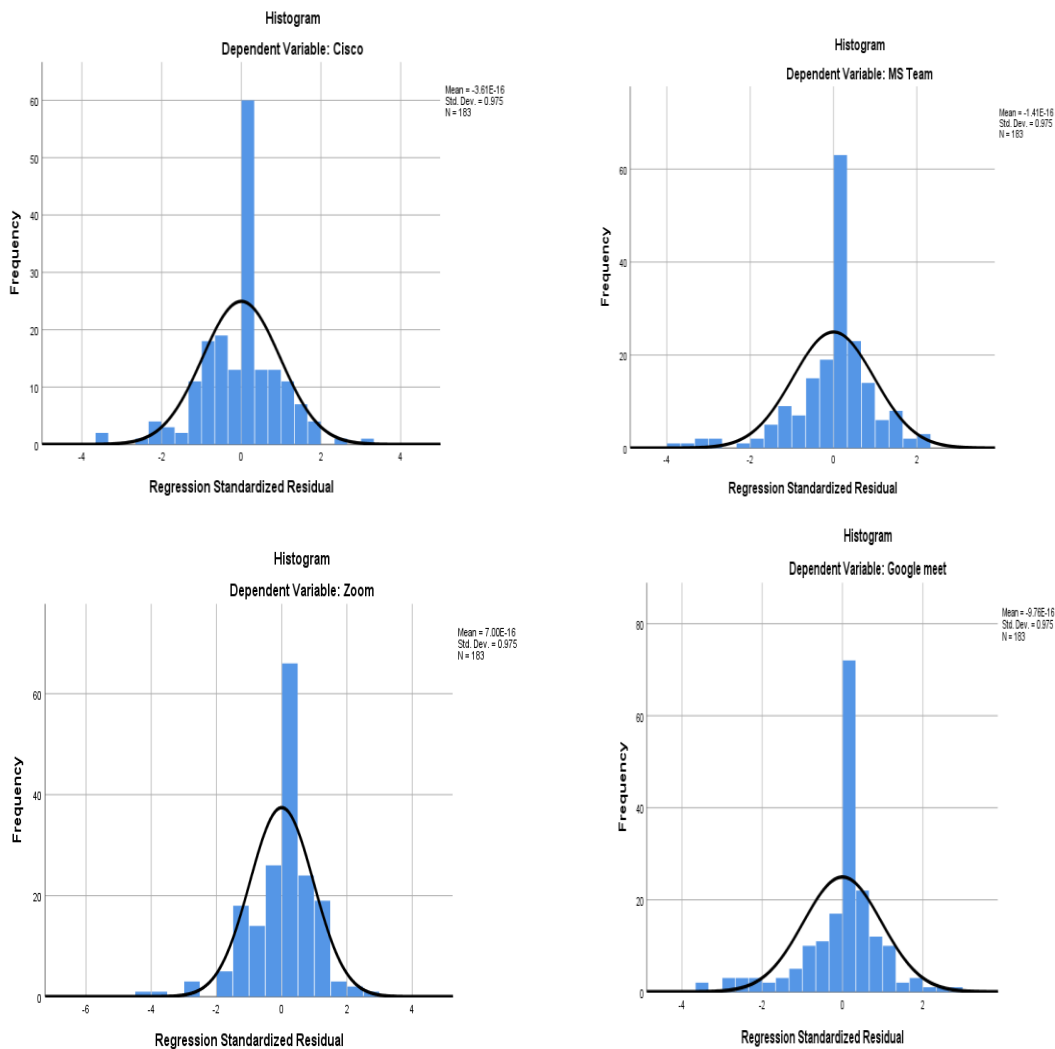 Histogram
Dependent Variable: Cisco
Mean = -3.61E-16
Std. Dev. = 0.975
N = 183
60
50
40
30
20
10
0
Frequency
-4 -2 0 2 4
Regression Standardized Residual
Histogram
Dependent Variable: MS Team
Mean = -1.41E-16
Std. Dev. = 0.975
N = 183
60
40
20
0
Frequency
-4 -2 0 2
Regression Standardized Residual
Histogram
Dependent Variable: Zoom
Mean = 7.00E-16
Std. Dev. = 0.975
N = 183
60
40
20
0
Frequency
-6 -4 -2 0 2 4
Regression Standardized Residual
Histogram
Dependent Variable: Google meet
Mean = -9.76E-16
Std. Dev. = 0.975
N = 183
80
60
40
20
0
Frequency
-4 -2 0 2
Regression Standardized Residual